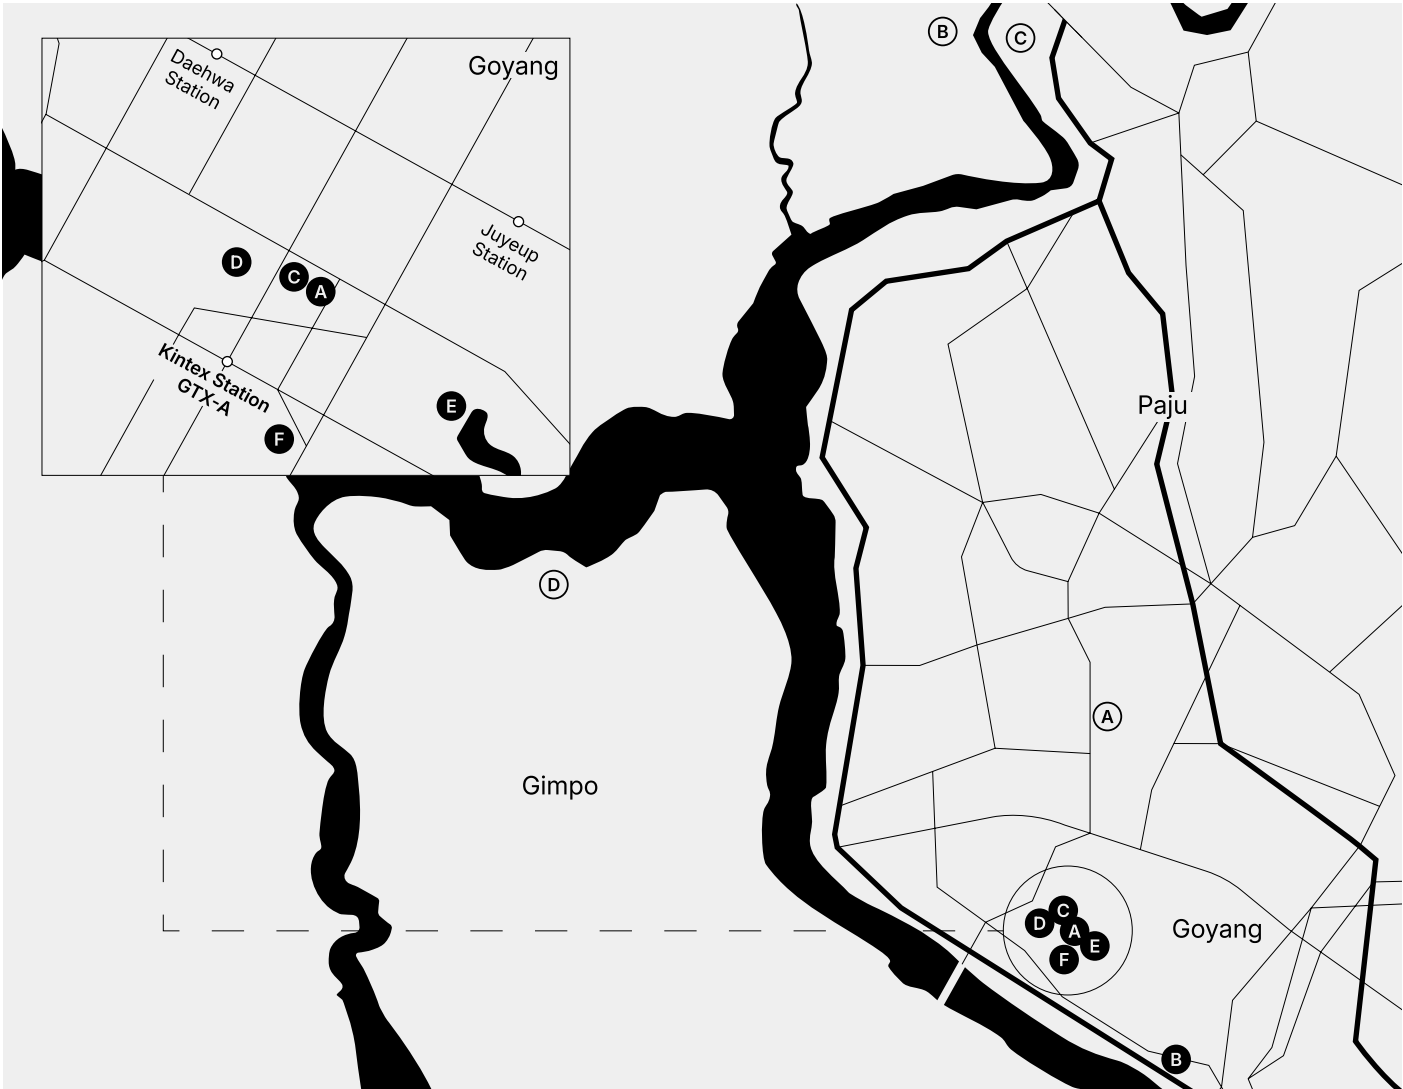 B
C
Daehwa
Station
Goyang
Juyeup
Station
D
C
A
Kintex Station
GTX-A
E
F
Paju
D
A
Gimpo
C
D
A
E
F
Goyang
B